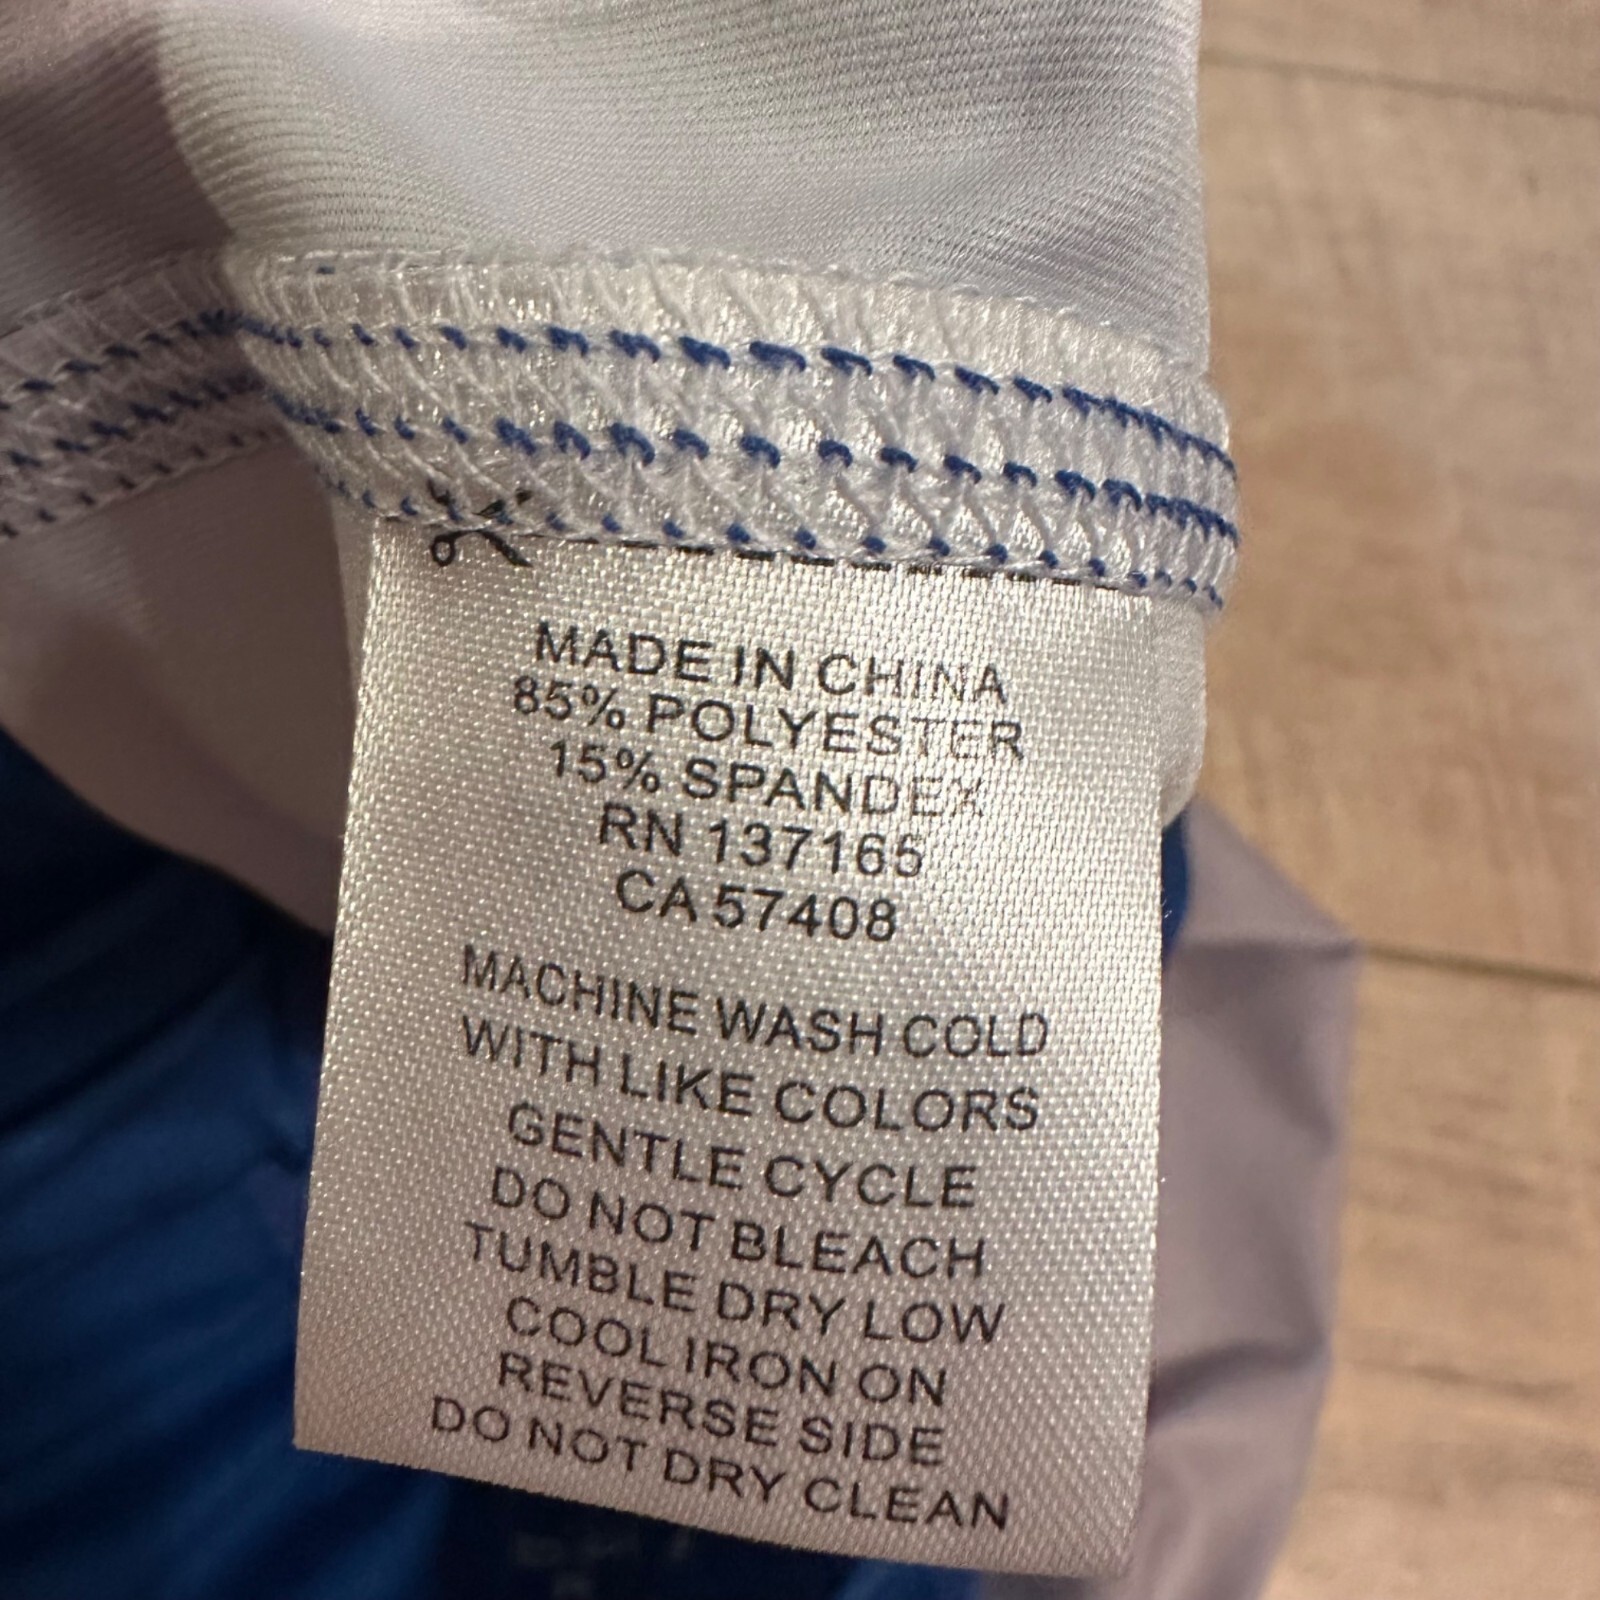 MADE IN CHINA
85% POLYESTER
15% SPANDEX
RN 137165
CA 57408
MACHINE WASH COLD
WITH LIKE COLORS
GENTLE CYCLE
DO NOT BLEACH
TUMBLE DRY LOW
COOL IRON ON
REVERSE SIDE
DO NOT DRY CLEAN